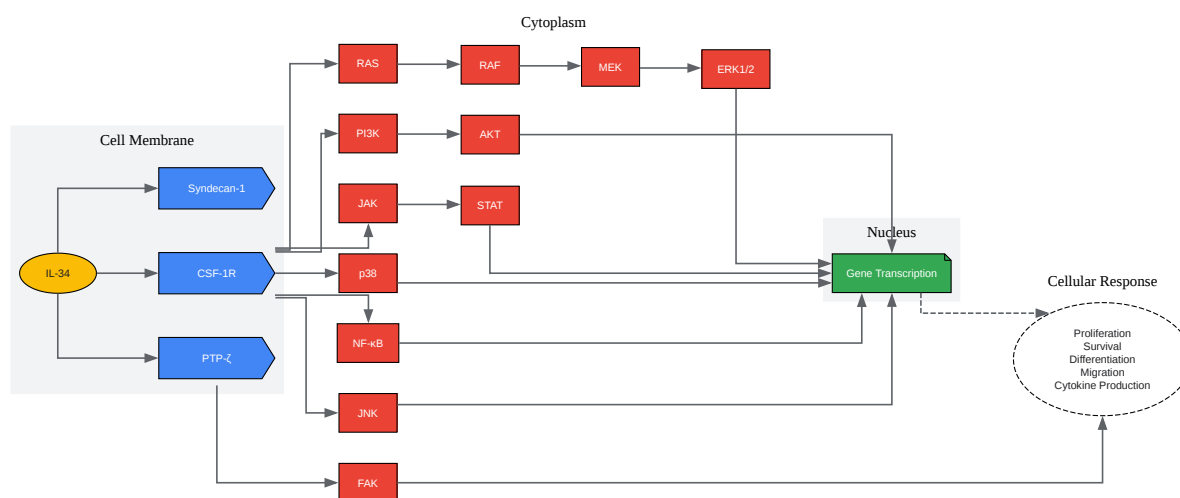 Cytoplasm
RAS
RAF
MEK
ERK1/2
PI3K
AKT
Cell Membrane
Syndecan-1
JAK
STAT
Nucleus
IL-34
CSF-1R
p38
Gene Transcription
Cellular Response
NF-κB
PTP-ζ
Proliferation
Survival
Differentiation
Migration
Cytokine Production
JNK
FAK